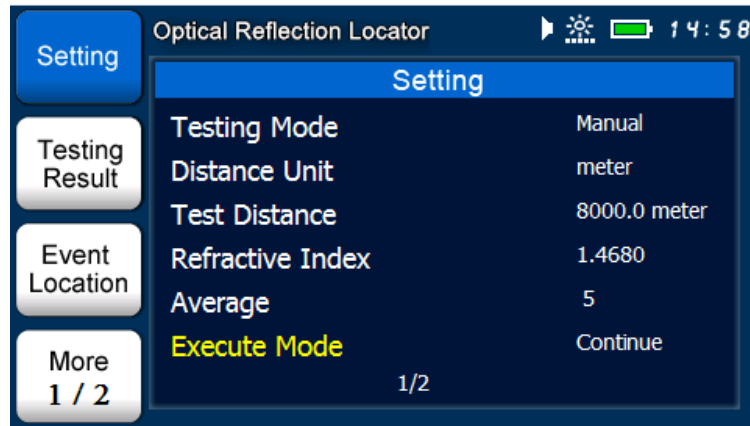 Optical Reflection Locator 14:58
Setting
Testing
Result
Event
Location
More
1 / 2
Setting
Testing Mode Manual
Distance Unit meter
Test Distance 8000.0 meter
Refractive Index 1.4680
Average 5
Execute Mode Continue
1/2